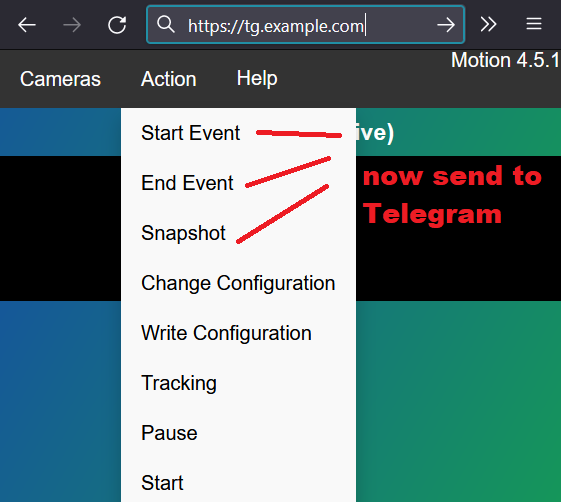 https://tg.example.com
Motion 4.5.1
Cameras Action Help
Start Event ive)
End Event now send to
Telegram
Snapshot
Change Configuration
Write Configuration
Tracking
Pause
Start